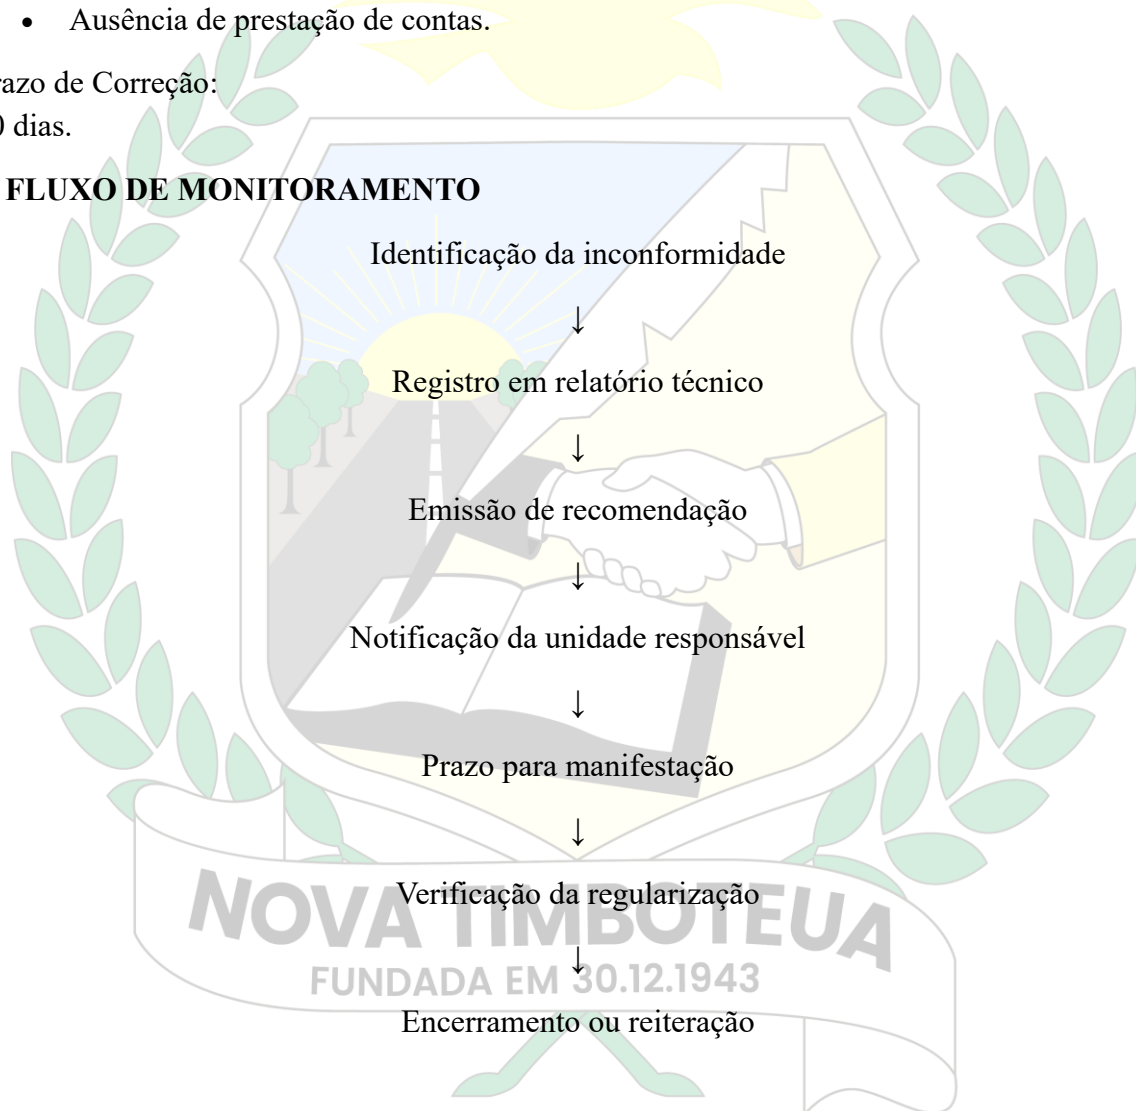 • Ausência de prestação de contas.
razo de Correção:
0 dias.
FLUXO DE MONITORAMENTO
Identificação da inconformidade
↓
Registro em relatório técnico
↓
Emissão de recomendação
↓
Notificação da unidade responsável
↓
Prazo para manifestação
↓
Verificação da regularização
↓
Encerramento ou reiteração
NOVA TIMBOTEUA
FUNDADA EM 30.12.1943